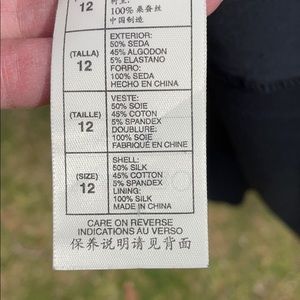 12
100% 桑蚕丝
中国制造
(TALLA)
12
EXTERIOR:
50% SEDA
45% ALGODON
5% ELASTANO
FORRO:
100% SEDA
HECHO EN CHINA
(TAILLE)
12
VESTE:
50% SOIE
45% COTON
5% SPANDEX
DOUBLURE:
100% SOIE
FABRIQUÉ EN CHINE
(SIZE)
12
SHELL:
50% SILK
45% COTTON
5% SPANDEX
LINING:
100% SILK
MADE IN CHINA
CARE ON REVERSE
INDICATIONS AU VERSO
保养说明请见背面